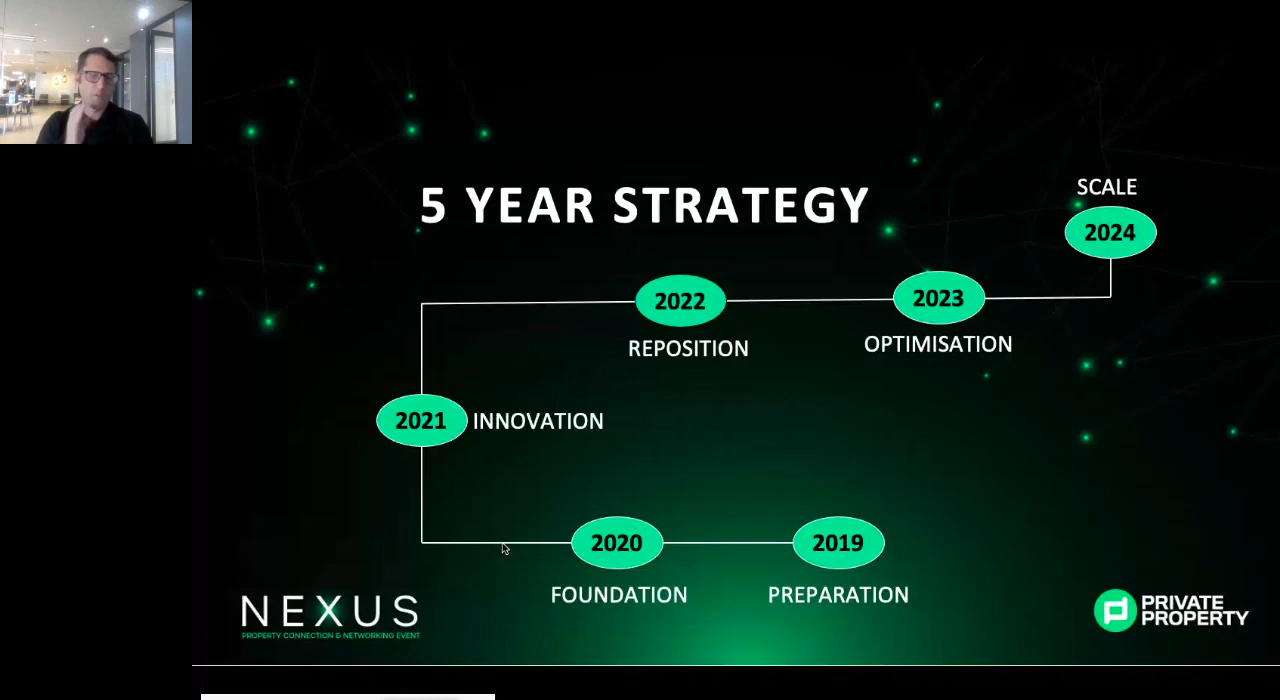 5 YEAR STRATEGY
SCALE
2024
2022
2023
REPOSITION
OPTIMISATION
2021 INNOVATION
2020
2019
FOUNDATION
PREPARATION
NEXUS
PROPERTY CONNECTION & NETWORKING EVENT
PRIVATE
PROPERTY